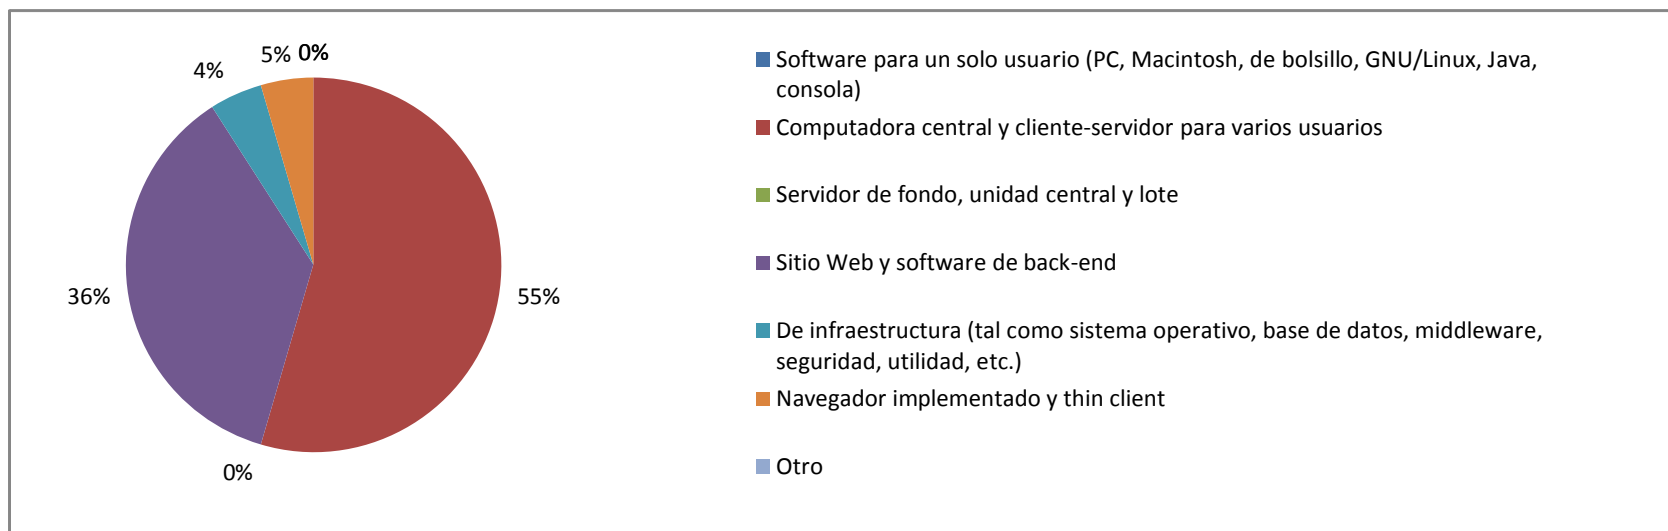 5% 0%
4%
36%
55%
0%
Software para un solo usuario (PC, Macintosh, de bolsillo, GNU/Linux, Java,
consola)
Computadora central y cliente-servidor para varios usuarios
Servidor de fondo, unidad central y lote
Sitio Web y software de back-end
De infraestructura (tal como sistema operativo, base de datos, middleware,
seguridad, utilidad, etc.)
Navegador implementado y thin client
Otro